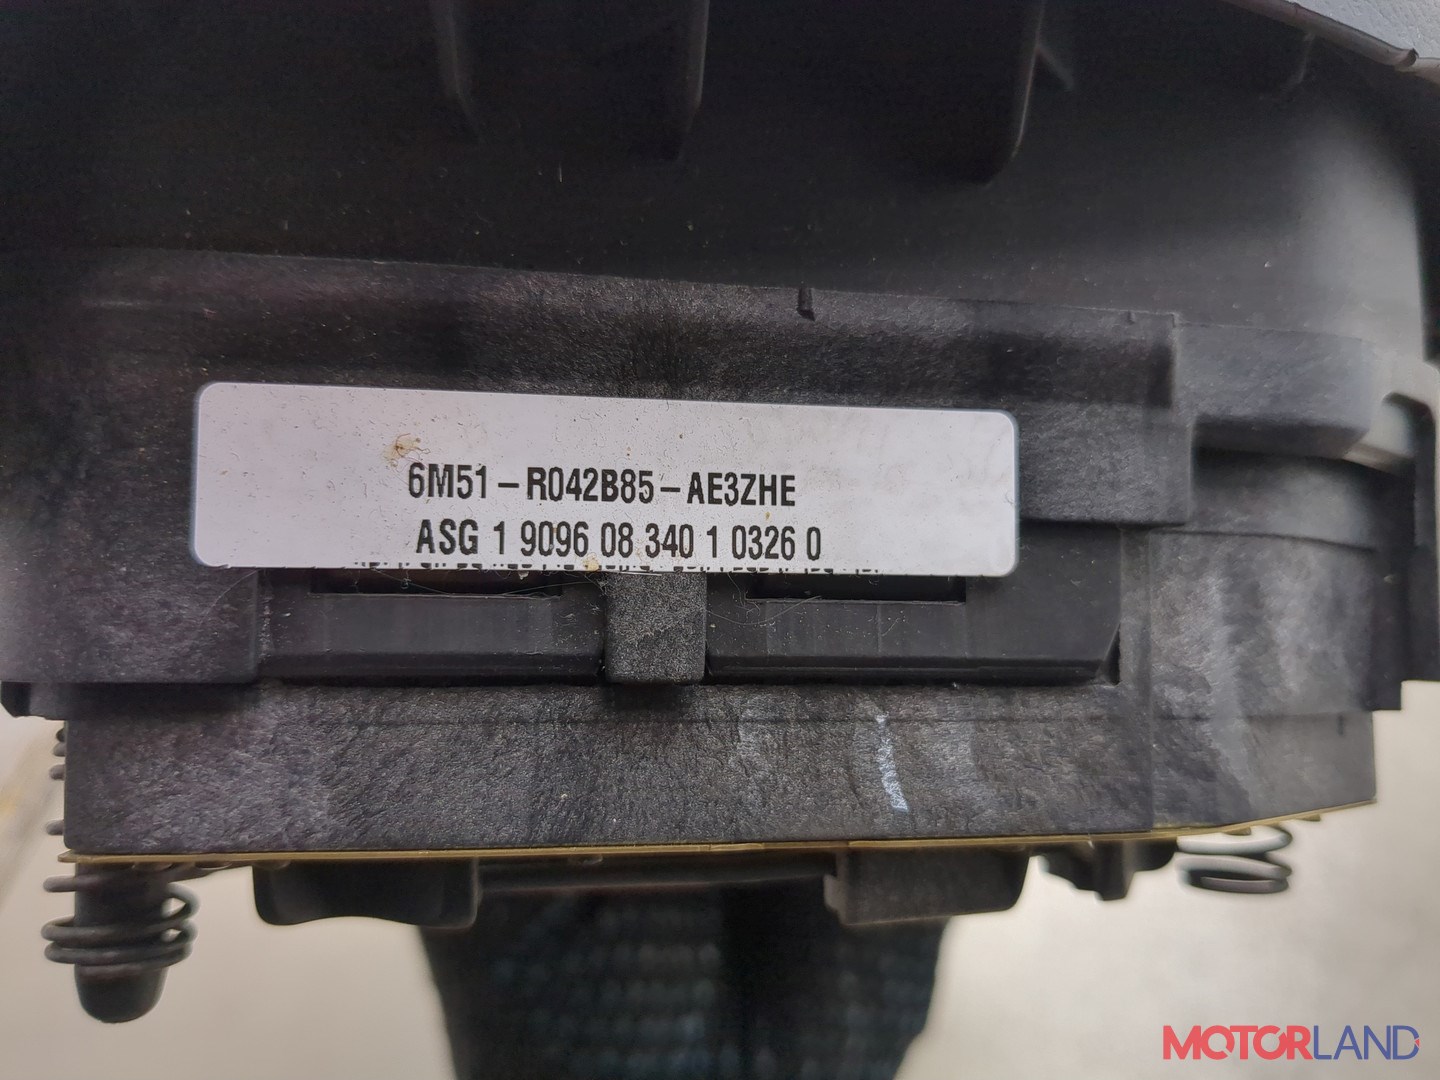 6M51-R042B85-AE3ZHE
ASG 1 9096 08 340 1 0326 0
MOTORLAND